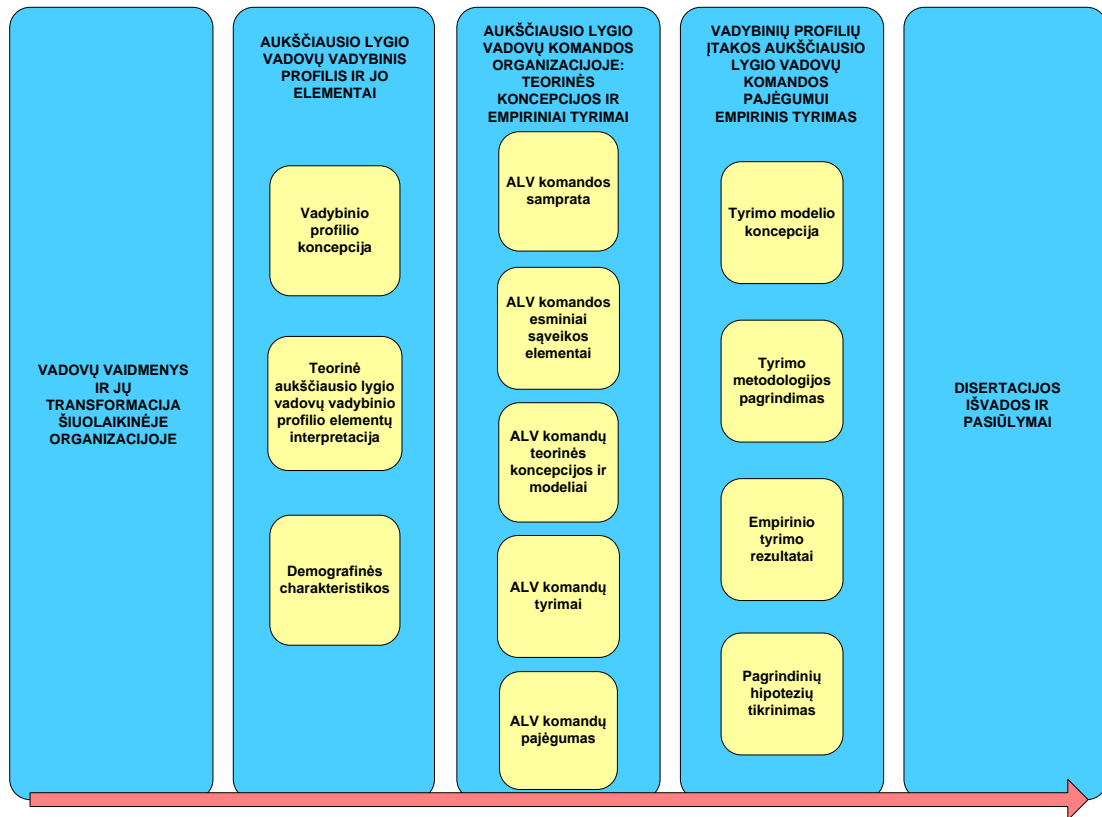 VADOVŲ VAIDMENYS
IR JŲ
TRANSFORMACIJA
ŠIUOLAIKINĖJE
ORGANIZACIJOJE
AUKŠČIAUSIO LYGIO
VADOVŲ VADYBINIS
PROFILIS IR JO
ELEMENTAI
Vadybinio
profilio
koncepcija
Teorinė
aukščiausio lygio
vadovų vadybinio
profilio elementų
interpretacija
Demografinės
charakteristikos
AUKŠČIAUSIO LYGIO
VADOVŲ KOMANDOS
ORGANIZACIJOJE:
TEORINĖS
KONCEPCIJOS IR
EMPIRINIAI TYRIMAI
ALV komandos
samprata
ALV komandos
esminiai
sąveikos
elementai
ALV komandų
teorinės
koncepcijos ir
modeliai
ALV komandų
tyrimai
ALV komandų
pajėgumas
VADYBINIŲ PROFILIŲ
ĮTAKOS AUKŠČIAUSIO
LYGIO VADOVŲ
KOMANDOS
PAJĖGUMUI
EMPIRINIS TYRIMAS
Tyrimo modelio
koncepcija
Tyrimo
metodologijos
pagrindimas
Empirinio
tyrimo
rezultatai
Pagrindinių
hipotezių
tikrinimas
DISERTACIJOS
IŠVADOS IR
PASIŪLYMAI